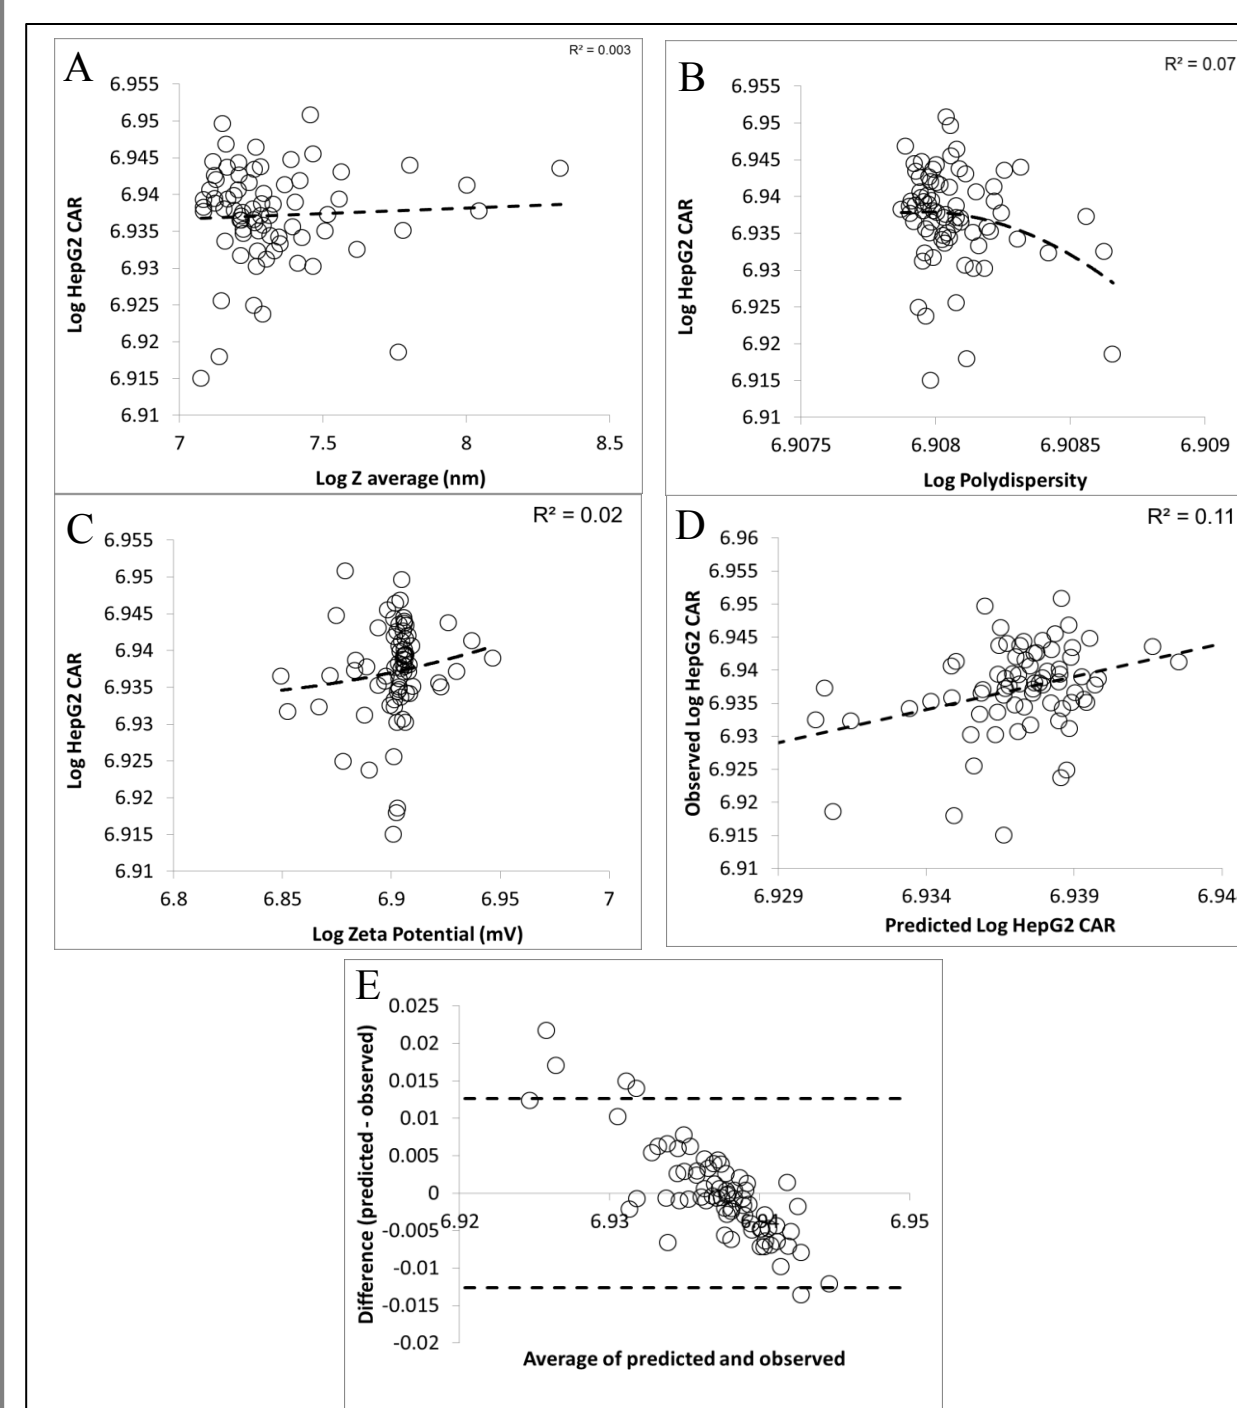 A
R² = 0.003
6.955
6.95
6.945
6.94
6.935
6.93
6.925
6.92
6.915
6.91
Log HepG2 CAR
7 7.5 8 8.5
Log Z average (nm)
B
R² = 0.07
6.955
6.95
6.945
6.94
6.935
6.93
6.925
6.92
6.915
6.91
Log HepG2 CAR
6.9075 6.908 6.9085 6.909
Log Polydispersity
C
R² = 0.02
6.955
6.95
6.945
6.94
6.935
6.93
6.925
6.92
6.915
6.91
Log HepG2 CAR
6.8 6.85 6.9 6.95 7
Log Zeta Potential (mV)
D
R² = 0.11
6.96
6.955
6.95
6.945
6.94
6.935
6.93
6.925
6.92
6.915
6.91
Observed Log HepG2 CAR
6.929 6.934 6.939 6.94
Predicted Log HepG2 CAR
E
0.025
0.02
0.015
0.01
0.005
0
-0.005
-0.01
-0.015
-0.02
Difference (predicted - observed)
6.92 6.93 6.94 6.95
Average of predicted and observed